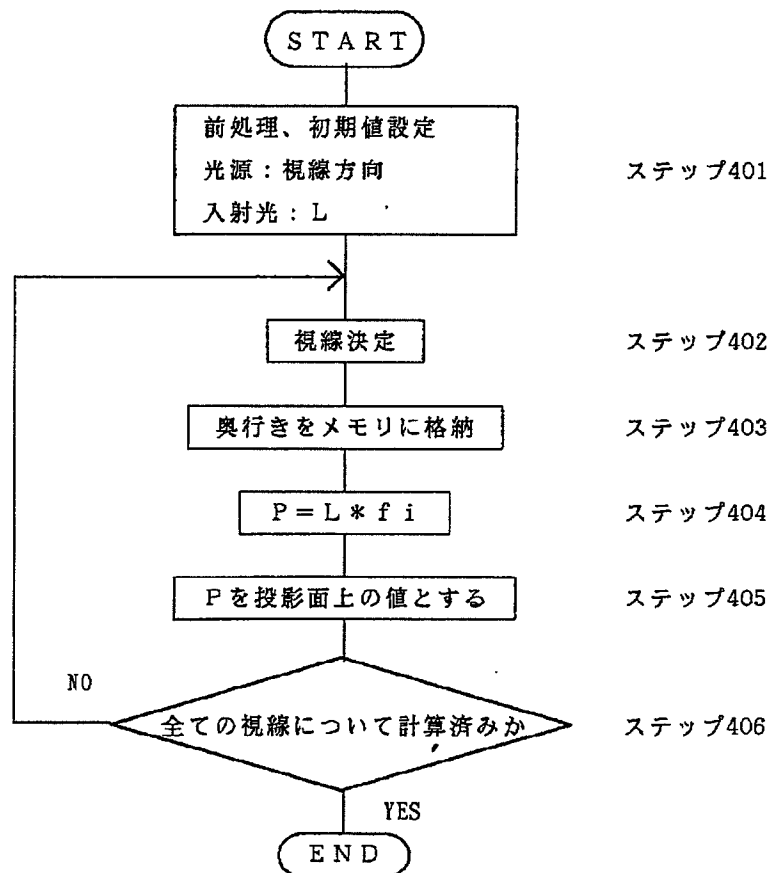 START
前処理、初期値設定
光源：視線方向
入射光：L
ステップ401
視線決定
ステップ402
奥行きをメモリに格納
ステップ403
P＝L＊fi
ステップ404
Pを投影面上の値とする
ステップ405
NO
全ての視線について計算済みか
ステップ406
YES
END